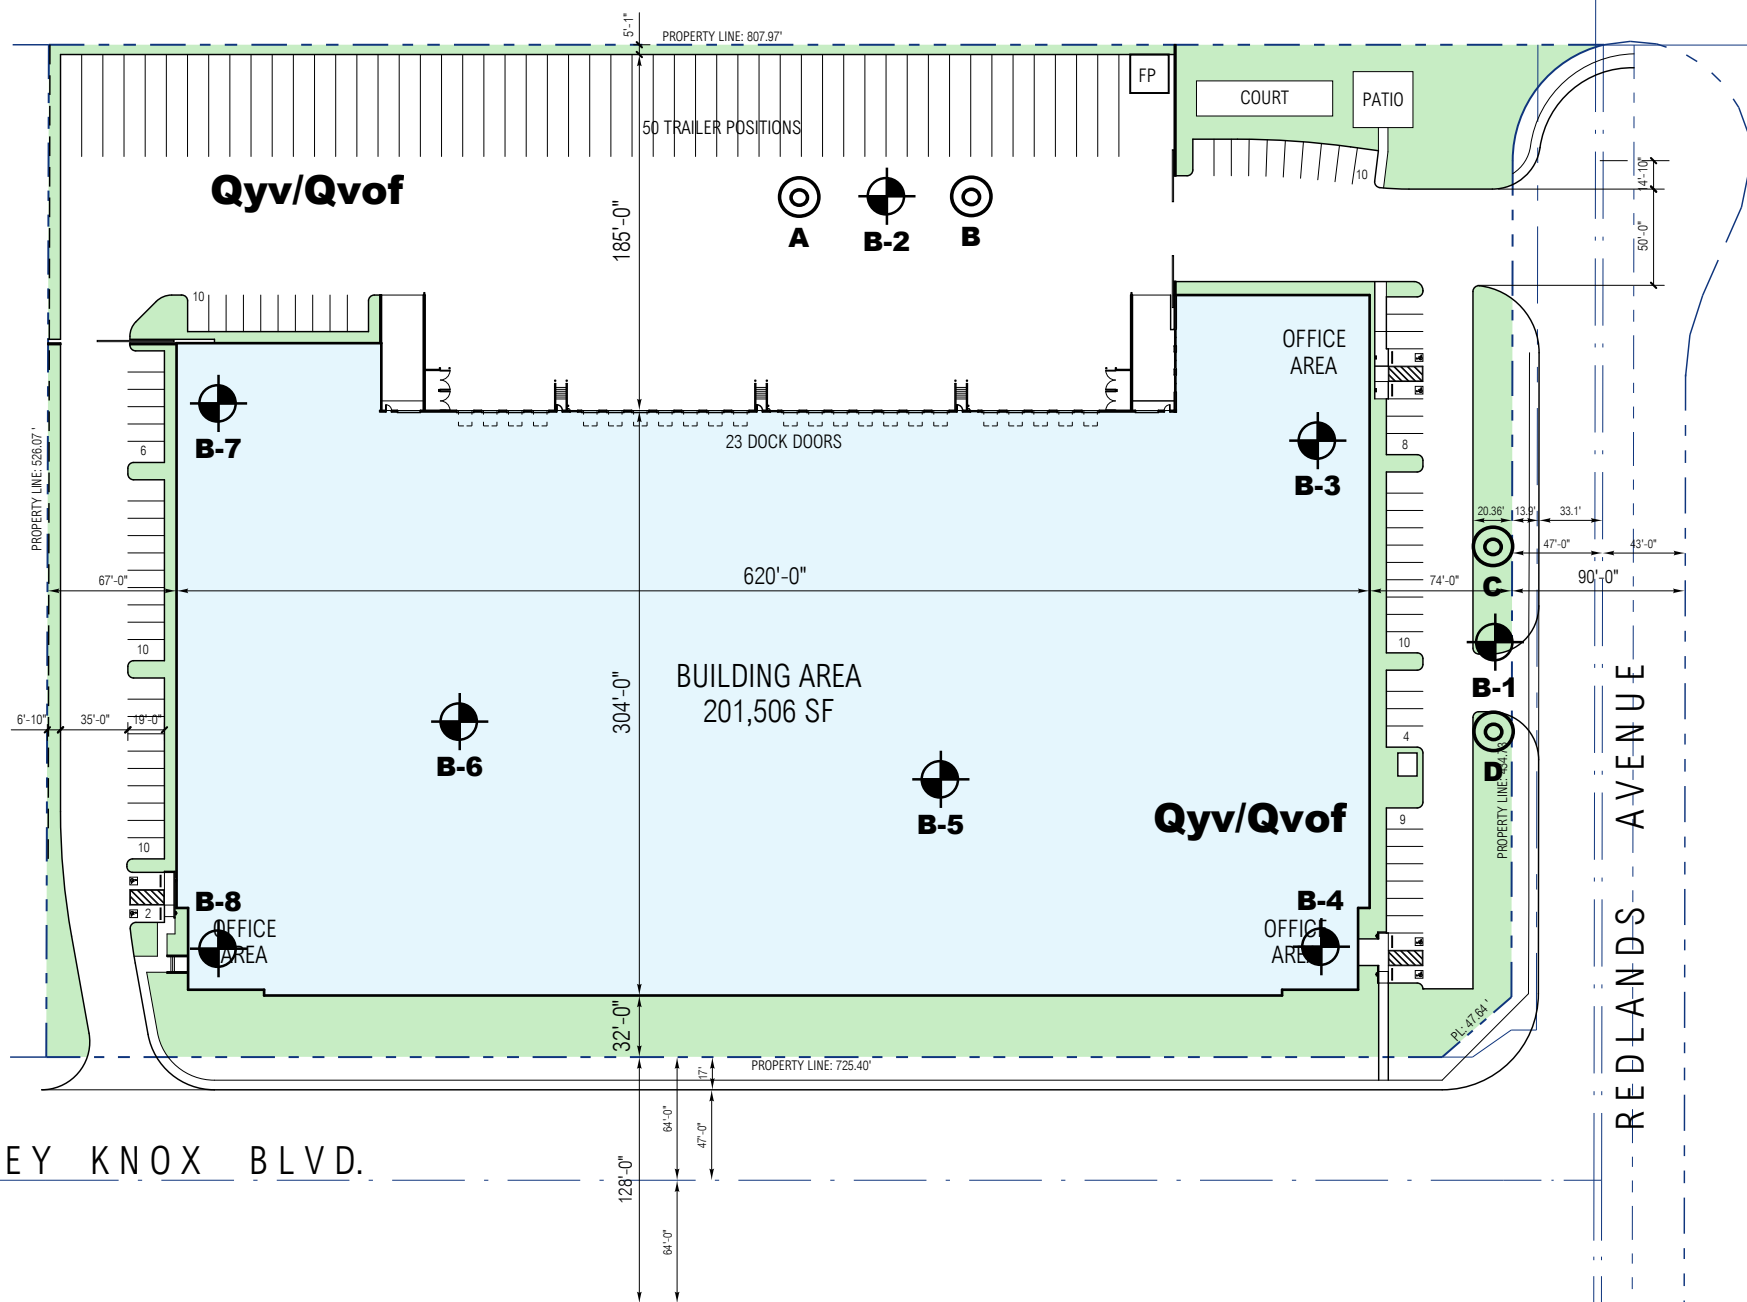 5'-1"
PROPERTY LINE: 807.97'
FP
COURT
PATIO
50 TRAILER POSITIONS
10
14'-10"
Qyv/Qvof
A
B-2
B
185'-0"
50'-0"
10
OFFICE
AREA
B-7
23 DOCK DOORS
6
8
B-3
PROPERTY LINE: 526.07'
20.36'
13.9'
33.1'
47'-0"
43'-0"
67'-0"
620'-0"
74'-0"
C
90'-0"
10
10
B-1
BUILDING AREA
201,506 SF
304'-0"
6'-10"
35'-0"
19'-0"
B-6
4
D
B-5
Qyv/Qvof
9
10
PROPERTY LINE:
B-8
2
OFFICE
AREA
B-4
OFFICE
AREA
REDLANDS AVENUE
32'-0"
PL: 47.64'
PROPERTY LINE: 725.40'
17'
64'-0"
47'-0"
EY KNOX BLVD.
128'-0"
64'-0"